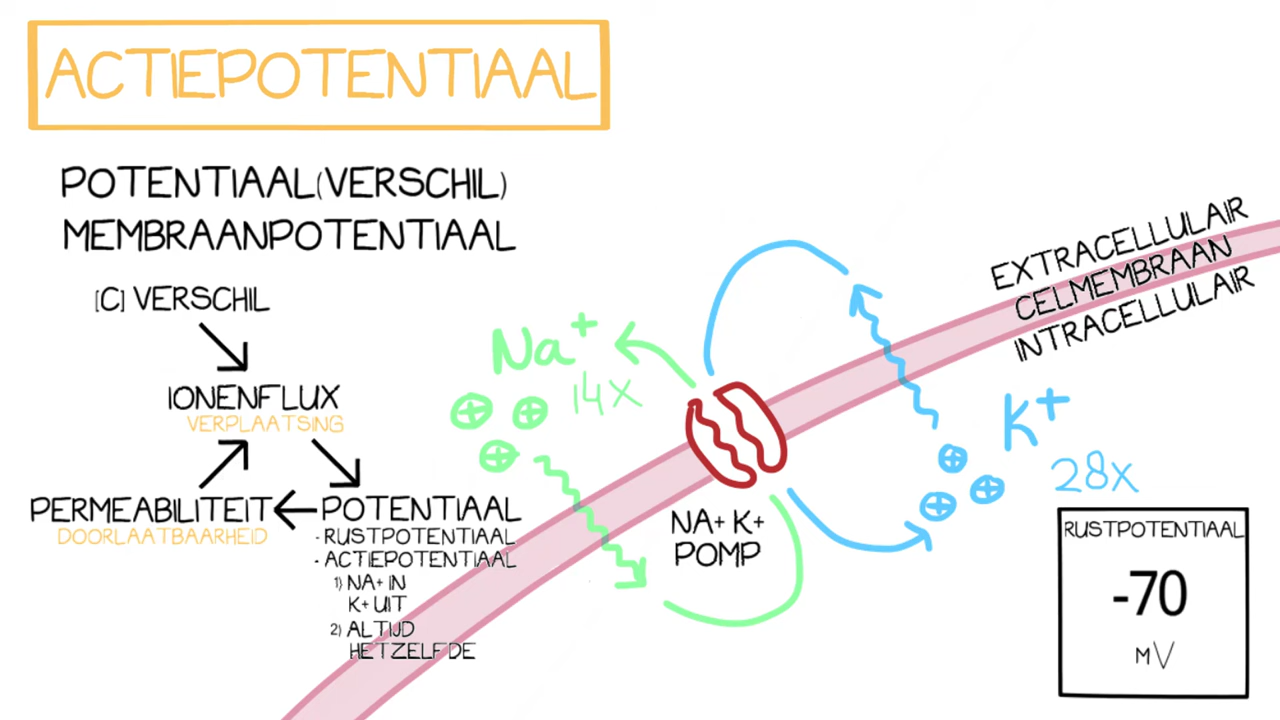 ACTIEPOTENTIAAL
POTENTIAAL(VERSCHIL)
MEMBRAANPOTENTIAAL
[C] VERSCHIL
IONENFLUX
VERPLAATSING
PERMEABILITEIT
DOORLAATBAARHEID
POTENTIAAL
- RUSTPOTENTIAAL
- ACTIEPOTENTIAAL
1) NA+ IN
K+ UIT
2) ALTIJD
HETZELFDE
Na+
14x
NA+ K+
POMP
EXTRACELLULAIR
CELMEMBRAAN
INTRACELLULAIR
K+
28x
RUSTPOTENTIAAL
-70
MV